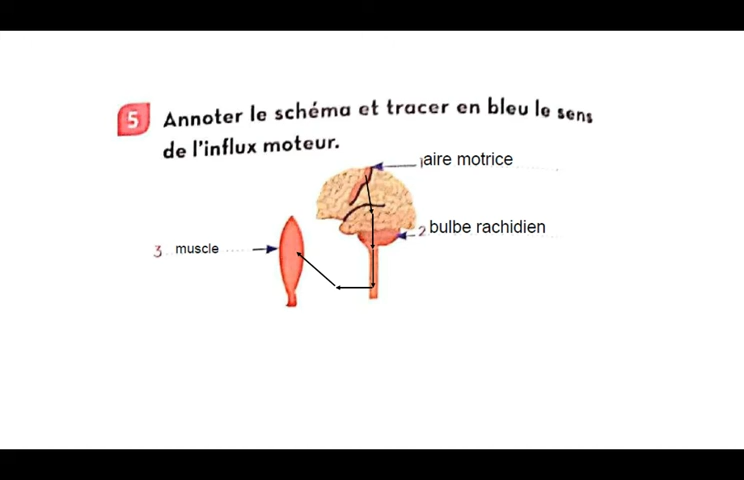 5 Annoter le schéma et tracer en bleu le sens
de l'influx moteur.
1 aire motrice
2 bulbe rachidien
3 muscle